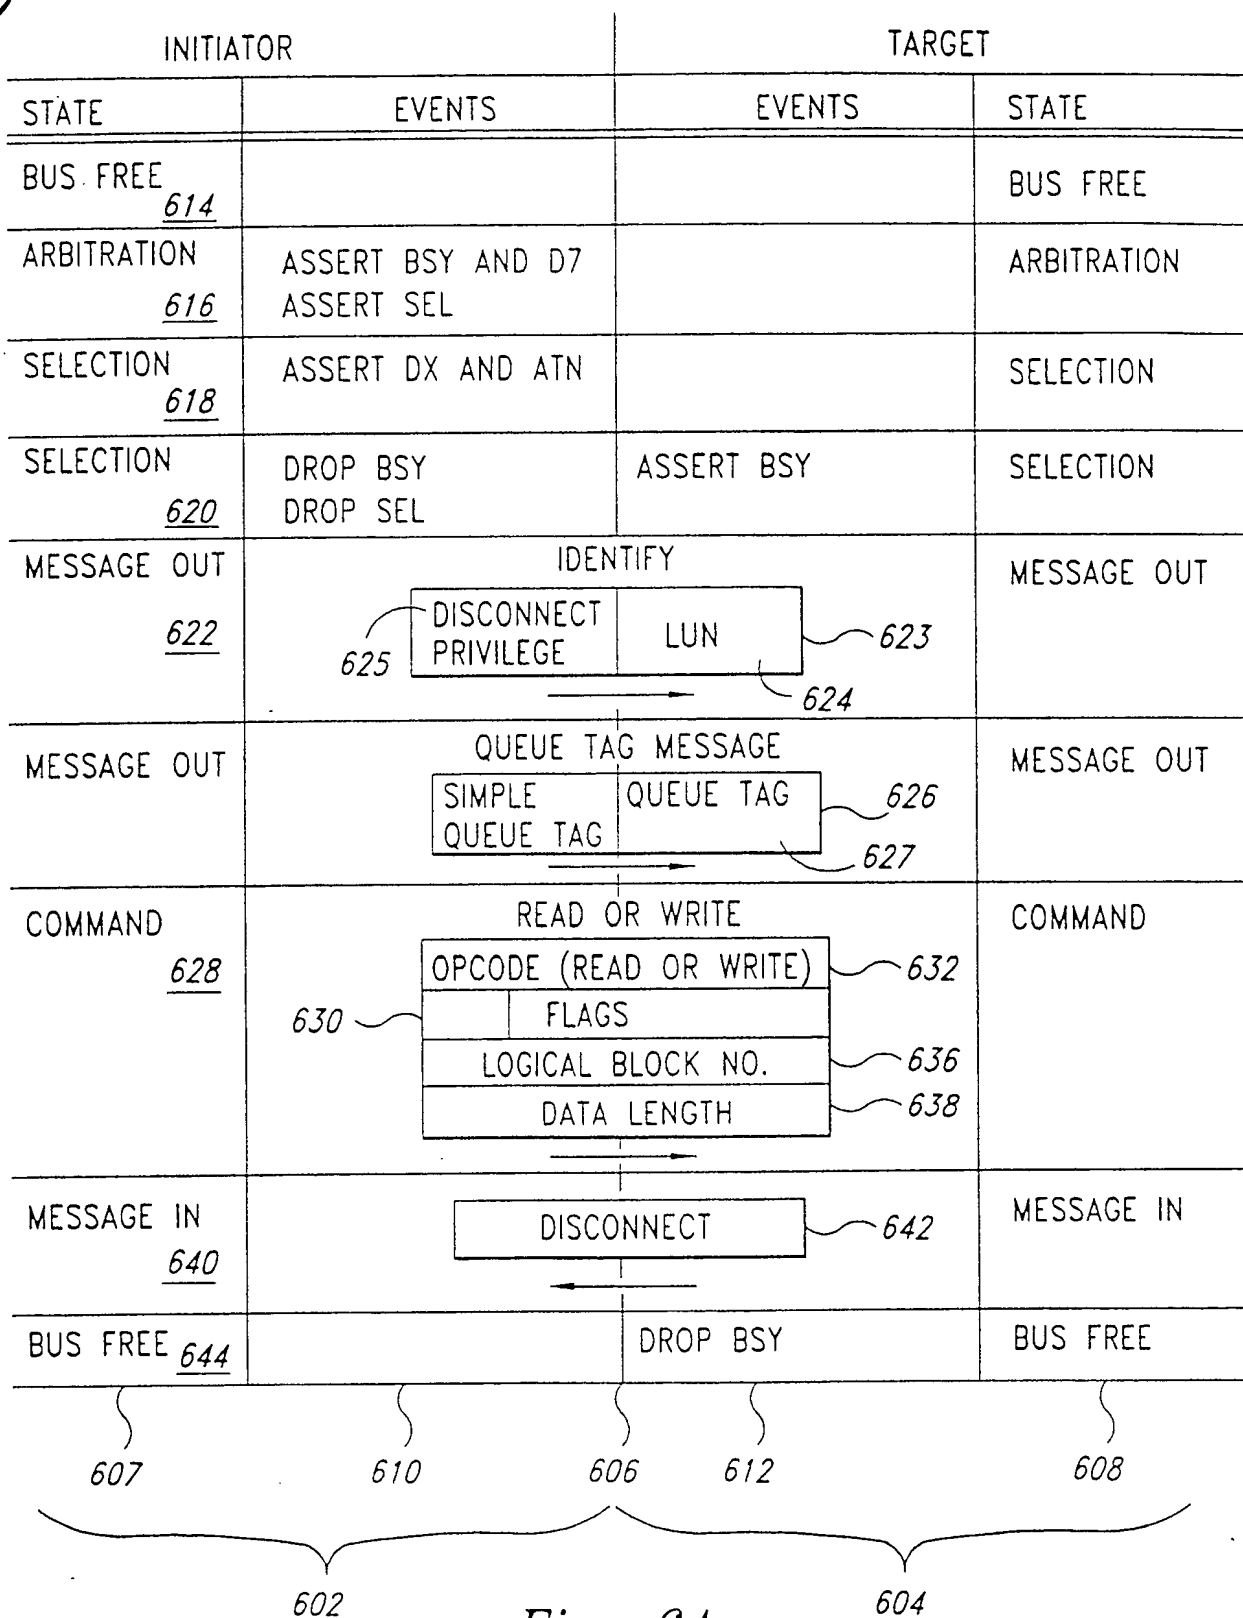 INITIATOR TARGET
STATE EVENTS EVENTS STATE
BUS FREE 614 BUS FREE
ARBITRATION 616 ASSERT BSY AND D7 ARBITRATION
ASSERT SEL
SELECTION 618 ASSERT DX AND ATN SELECTION
SELECTION 620 DROP BSY ASSERT BSY SELECTION
DROP SEL
MESSAGE OUT 622 IDENTIFY MESSAGE OUT
DISCONNECT PRIVILEGE LUN 623
625 624
MESSAGE OUT QUEUE TAG MESSAGE MESSAGE OUT
SIMPLE QUEUE TAG QUEUE TAG 626
627
COMMAND 628 READ OR WRITE COMMAND
OPCODE (READ OR WRITE) 632
630 FLAGS
LOGICAL BLOCK NO. 636
DATA LENGTH 638
MESSAGE IN 640 DISCONNECT 642 MESSAGE IN
BUS FREE 644 DROP BSY BUS FREE
607 610 606 612 608
602 604